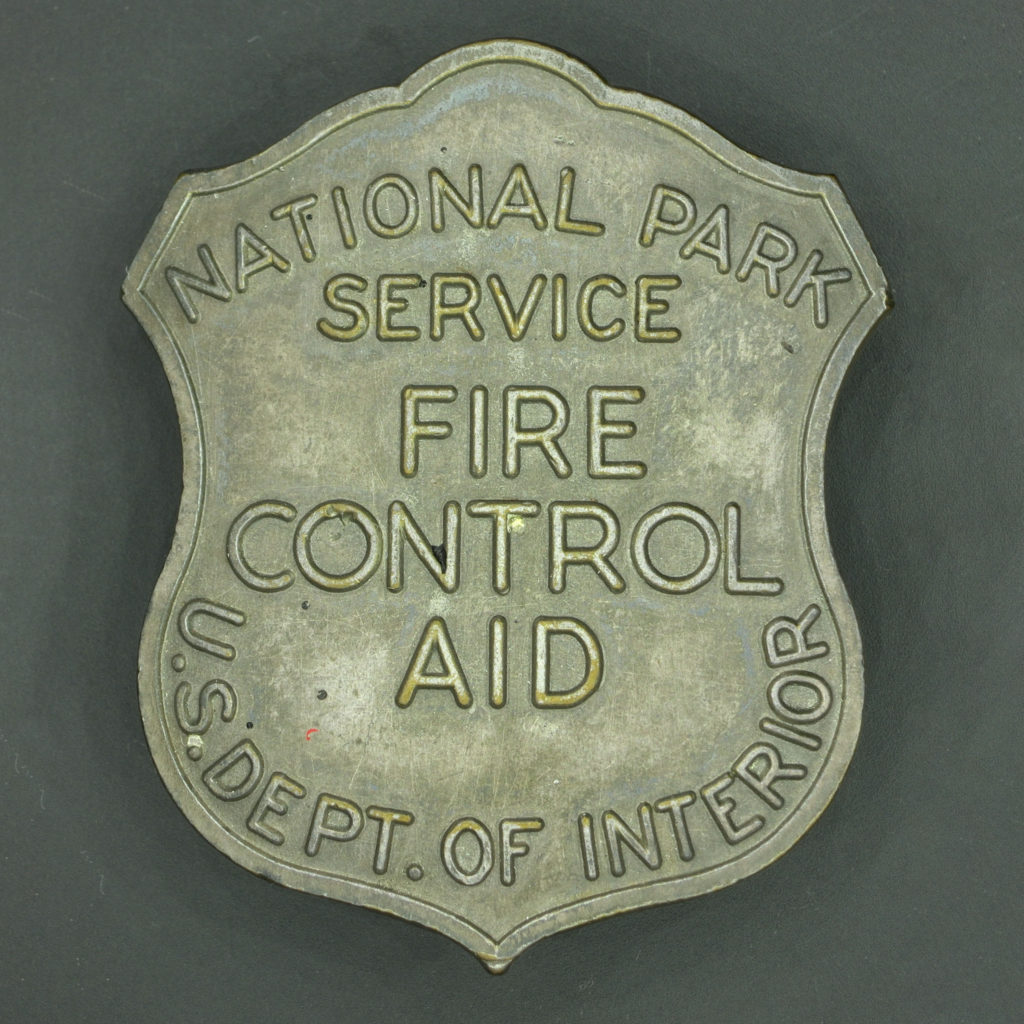 NATIONAL PARK
SERVICE
FIRE
CONTROL
AID
U.S. DEPT. OF INTERIOR